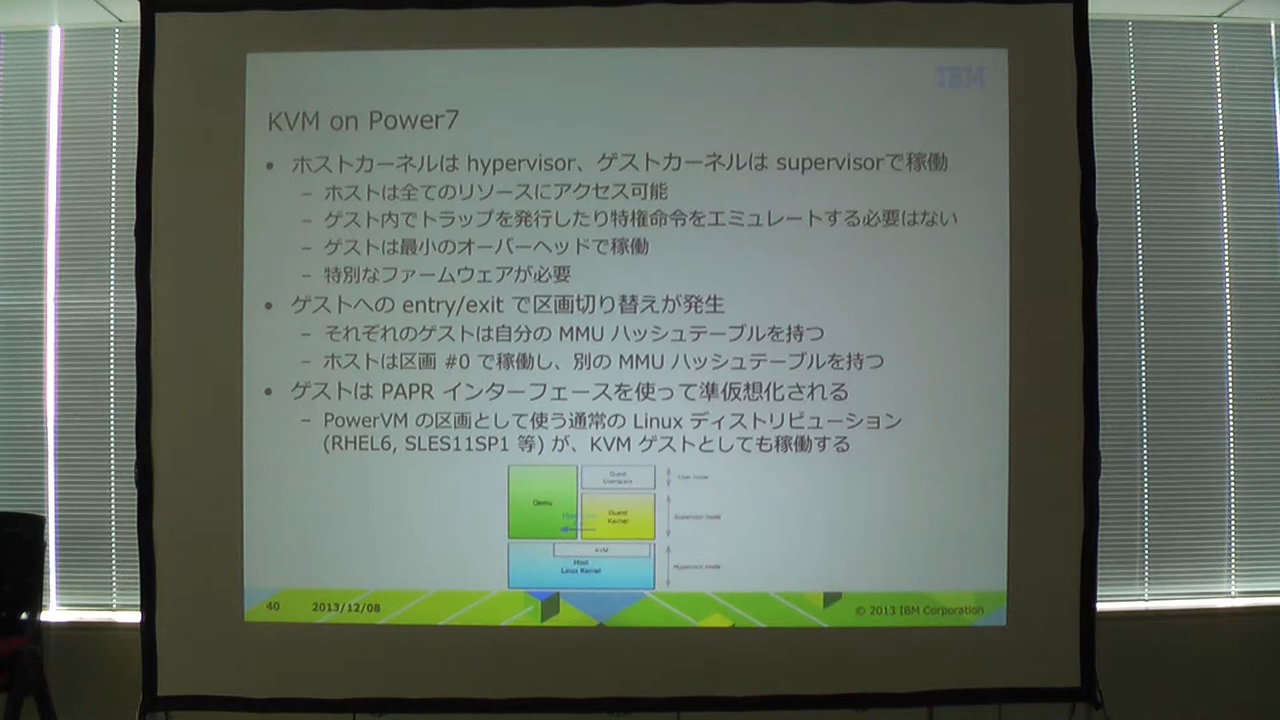 IBM
KVM on Power7
• ホストカーネルは hypervisor、ゲストカーネルは supervisorで稼働
– ホストは全てのリソースにアクセス可能
– ゲスト内でトラップを発行したり特権命令をエミュレートする必要はない
– ゲストは最小のオーバーヘッドで稼働
– 特別なファームウェアが必要
• ゲストへの entry/exit で区画切り替えが発生
– それぞれのゲストは自分の MMU ハッシュテーブルを持つ
– ホストは区画 #0 で稼働し、別の MMU ハッシュテーブルを持つ
• ゲストは PAPR インターフェースを使って準仮想化される
– PowerVM の区画として使う通常の Linux ディストリビューション
(RHEL6, SLES11SP1 等) が、KVM ゲストとしても稼働する
Guest
Userspace
User mode
Qemu
Guest
Kernel
Supervisor mode
KVM
Host
Linux Kernel
Hypervisor mode
40
2013/12/08
© 2013 IBM Corporation